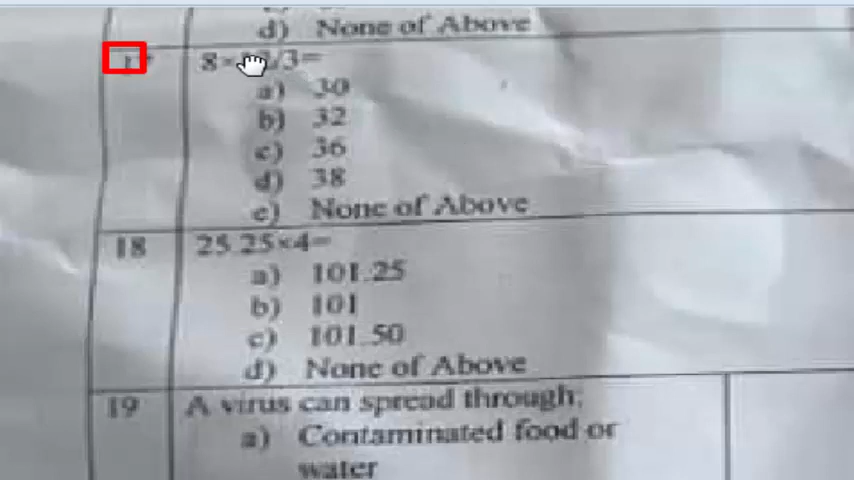 d) None of Above
8×
/3=
a) 30
b) 32
c) 36
d) 38
e) None of Above
18 25.25×4=
a) 101.25
b) 101
c) 101.50
d) None of Above
19 A virus can spread through;
a) Contaminated food or
water